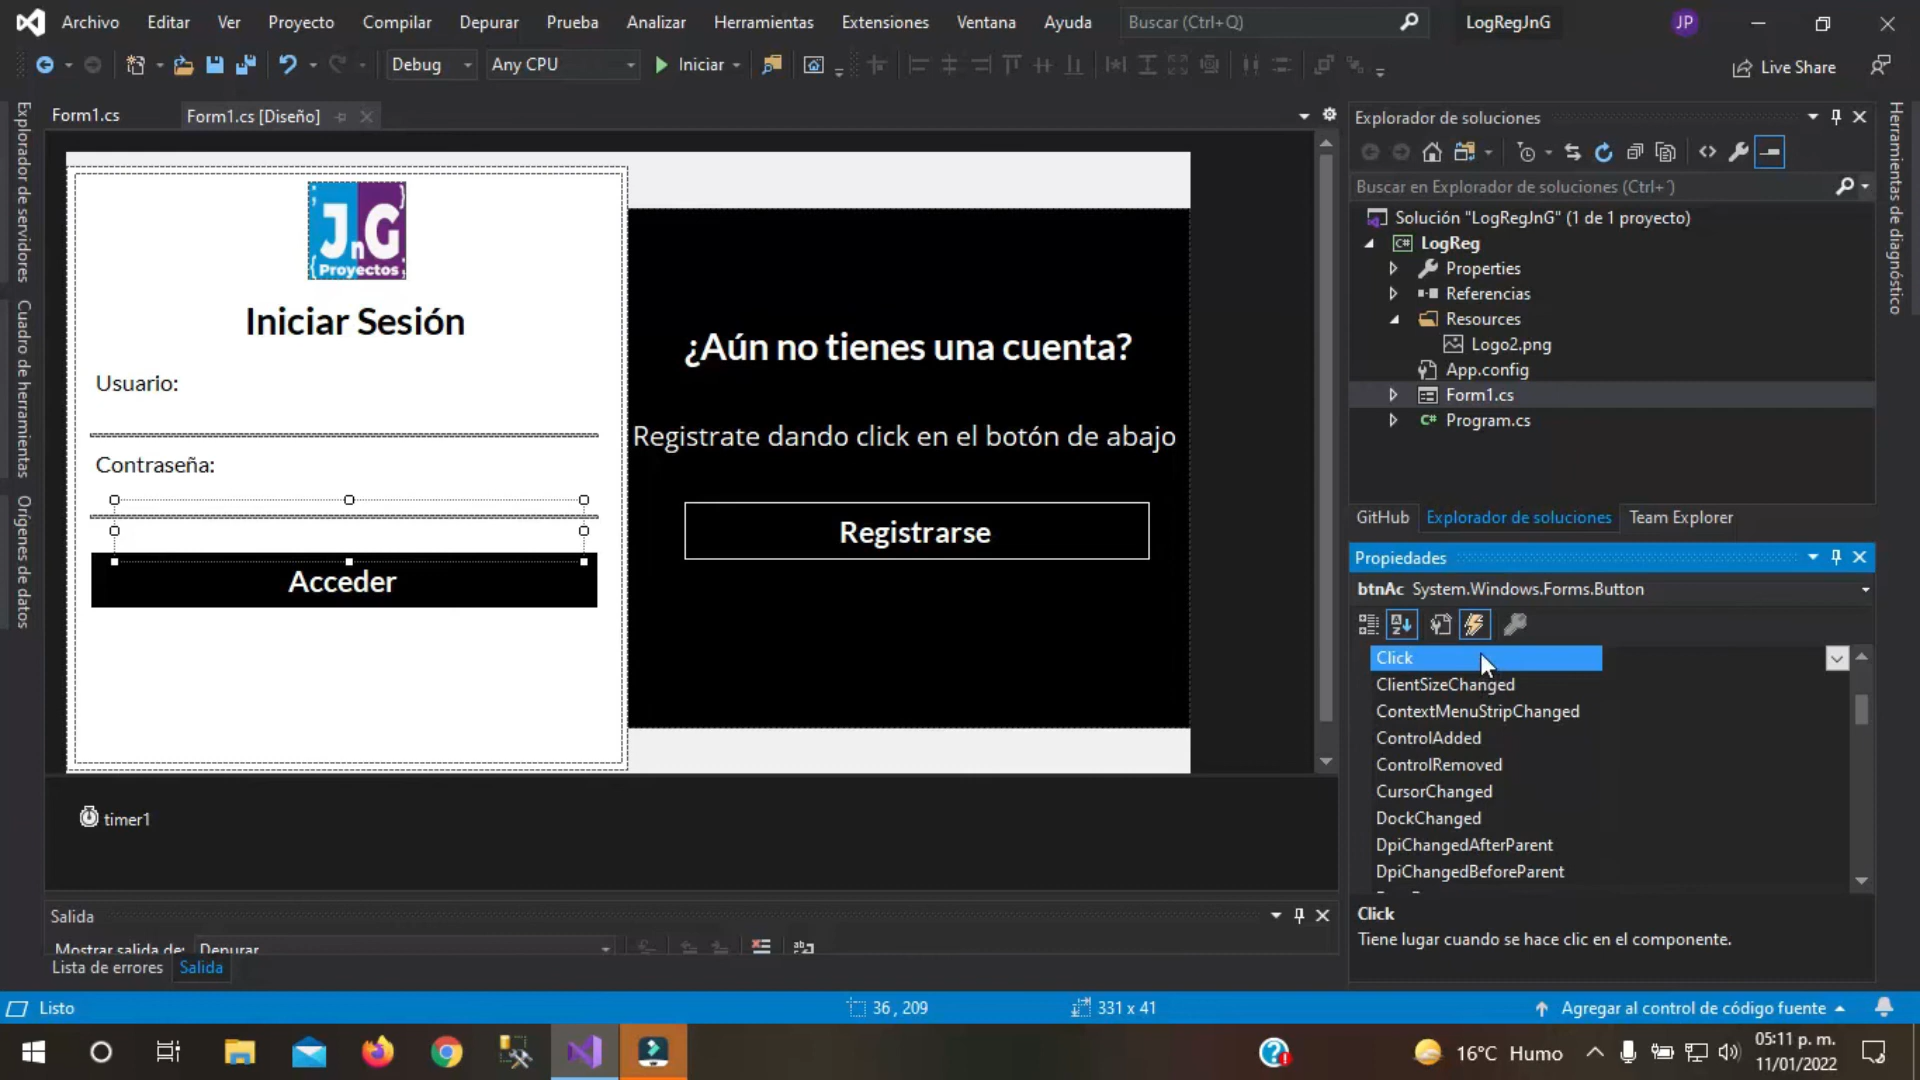 Archivo Editar Ver Proyecto Compilar Depurar Prueba Analizar Herramientas Extensiones Ventana Ayuda Buscar (Ctrl+Q) LogRegJnG JP
Debug Any CPU Iniciar Live Share
Form1.cs Form1.cs [Diseño]
Explorador de servidores
Cuadro de herramientas
Orígenes de datos
JnG
Proyectos
Iniciar Sesión
Usuario:
Contraseña:
Acceder
¿Aún no tienes una cuenta?
Registrate dando click en el botón de abajo
Registrarse
timer1
Salida
Mostrar salida de: Depurar
Lista de errores Salida
Explorador de soluciones
Buscar en Explorador de soluciones (Ctrl+´)
Solución "LogRegJnG" (1 de 1 proyecto)
C# LogReg
Properties
Referencias
Resources
Logo2.png
App.config
Form1.cs
C# Program.cs
GitHub Explorador de soluciones Team Explorer
Propiedades
btnAc System.Windows.Forms.Button
Click
ClientSizeChanged
ContextMenuStripChanged
ControlAdded
ControlRemoved
CursorChanged
DockChanged
DpiChangedAfterParent
DpiChangedBeforeParent
Click
Tiene lugar cuando se hace clic en el componente.
Herramientas de diagnóstico
Listo 36 , 209 331 x 41 Agregar al control de código fuente
16°C Humo 05:11 p. m.
11/01/2022